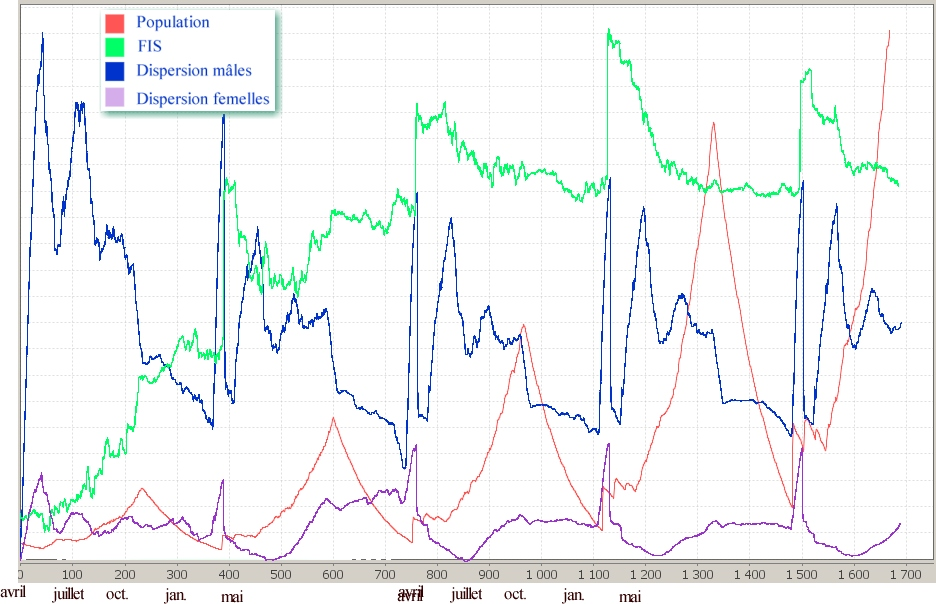 Population
FIS
Dispersion mâles
Dispersion femelles
0 100 200 300 400 500 600 700 800 900 1 000 1 100 1 200 1 300 1 400 1 500 1 600 1 700
avril juillet oct. jan. mai avril juillet oct. jan. mai